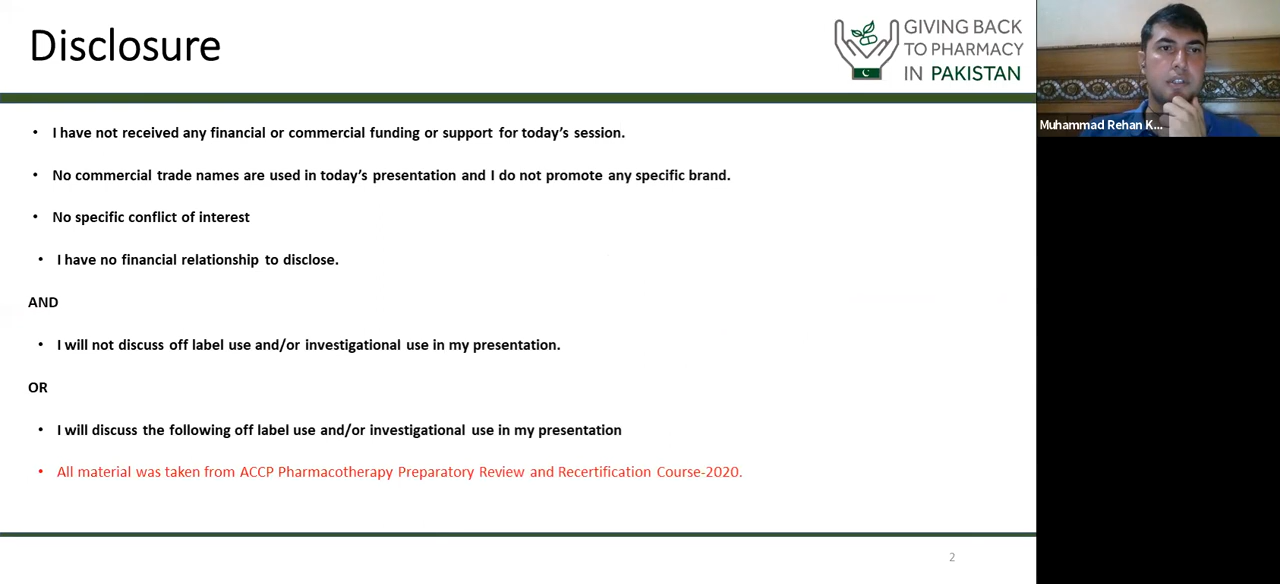 Disclosure
GIVING BACK
TO PHARMACY
IN PAKISTAN
Muhammad Rehan K...
• I have not received any financial or commercial funding or support for today’s session.
• No commercial trade names are used in today’s presentation and I do not promote any specific brand.
• No specific conflict of interest
• I have no financial relationship to disclose.
AND
• I will not discuss off label use and/or investigational use in my presentation.
OR
• I will discuss the following off label use and/or investigational use in my presentation
• All material was taken from ACCP Pharmacotherapy Preparatory Review and Recertification Course-2020.
2